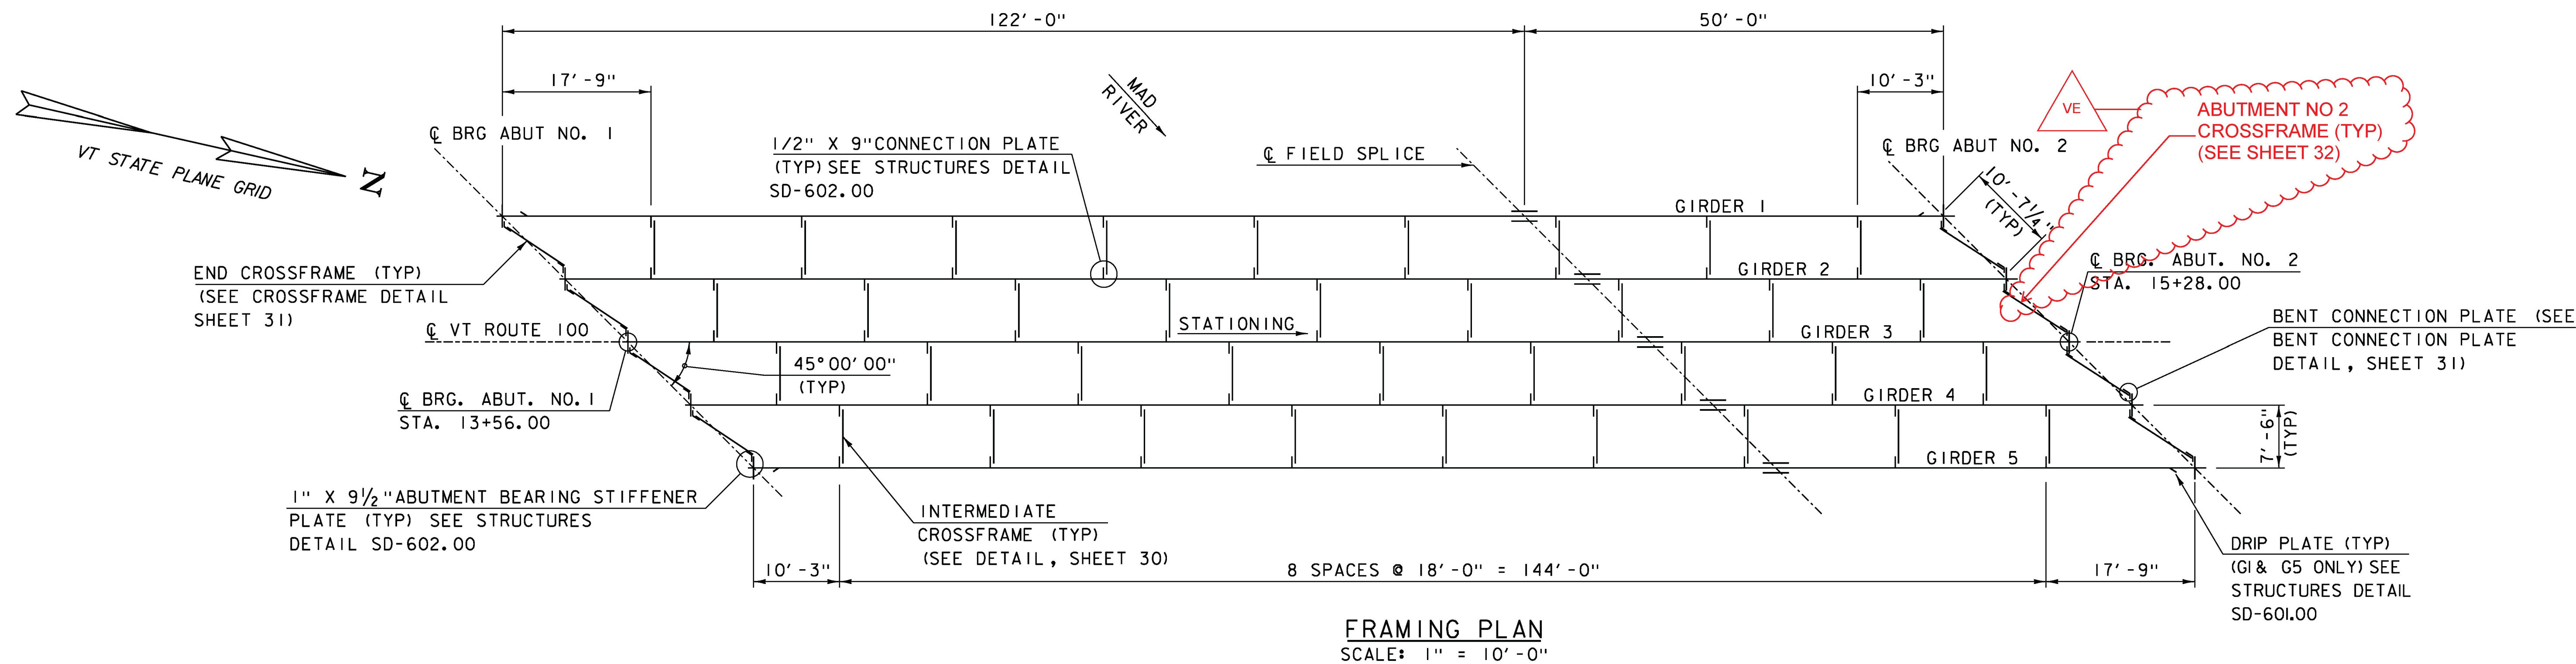 122'-0"
50'-0"
17'-9"
10'-3"
MAD
RIVER
VE
ABUTMENT NO 2
CROSSFRAME (TYP)
(SEE SHEET 32)
℄ BRG ABUT NO. 1
1/2" X 9" CONNECTION PLATE
(TYP) SEE STRUCTURES DETAIL
SD-602.00
℄ FIELD SPLICE
℄ BRG ABUT NO. 2
VT STATE PLANE GRID
N
10'-7¼"
(TYP)
GIRDER 1
END CROSSFRAME (TYP)
(SEE CROSSFRAME DETAIL
SHEET 31)
GIRDER 2
℄ BRG. ABUT. NO. 2
STA. 15+28.00
℄ VT ROUTE 100
STATIONING
GIRDER 3
BENT CONNECTION PLATE (SEE
BENT CONNECTION PLATE
DETAIL, SHEET 31)
45°00'00"
(TYP)
℄ BRG. ABUT. NO. 1
STA. 13+56.00
GIRDER 4
7'-6"
(TYP)
GIRDER 5
1" X 9½" ABUTMENT BEARING STIFFENER
PLATE (TYP) SEE STRUCTURES
DETAIL SD-602.00
INTERMEDIATE
CROSSFRAME (TYP)
(SEE DETAIL, SHEET 30)
DRIP PLATE (TYP)
(G1 & G5 ONLY) SEE
STRUCTURES DETAIL
SD-601.00
10'-3"
8 SPACES @ 18'-0" = 144'-0"
17'-9"
FRAMING PLAN
SCALE: 1" = 10'-0"